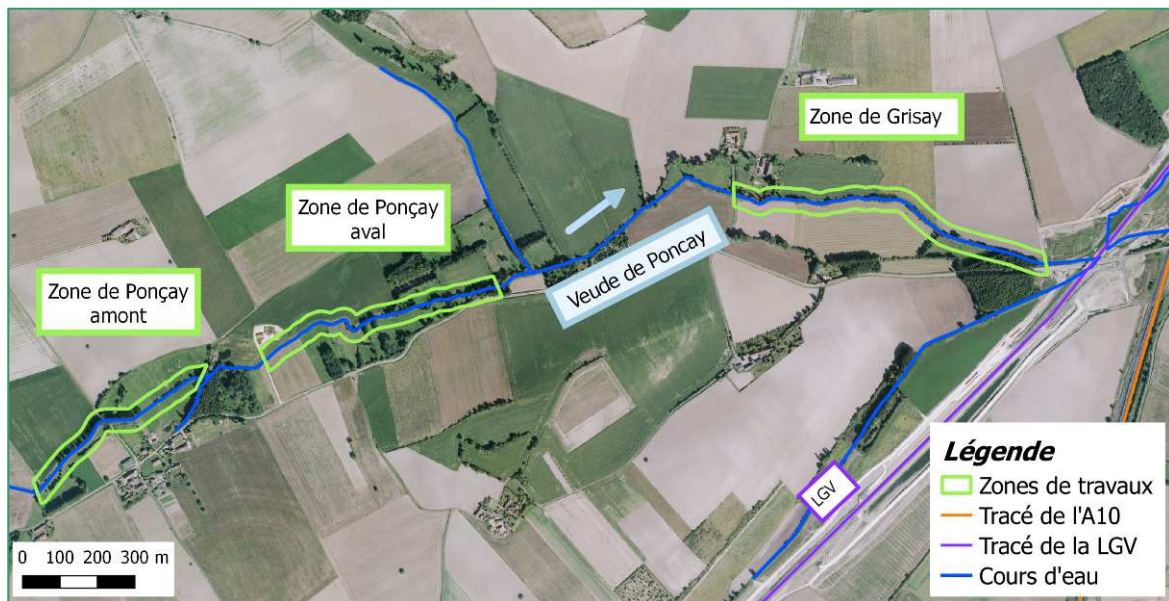 Zone de Grisay
Zone de Ponçay
aval
Zone de Ponçay
amont
Veude de Poncay
LGV
Légende
Zones de travaux
Tracé de l'A10
Tracé de la LGV
Cours d'eau
0 100 200 300 m